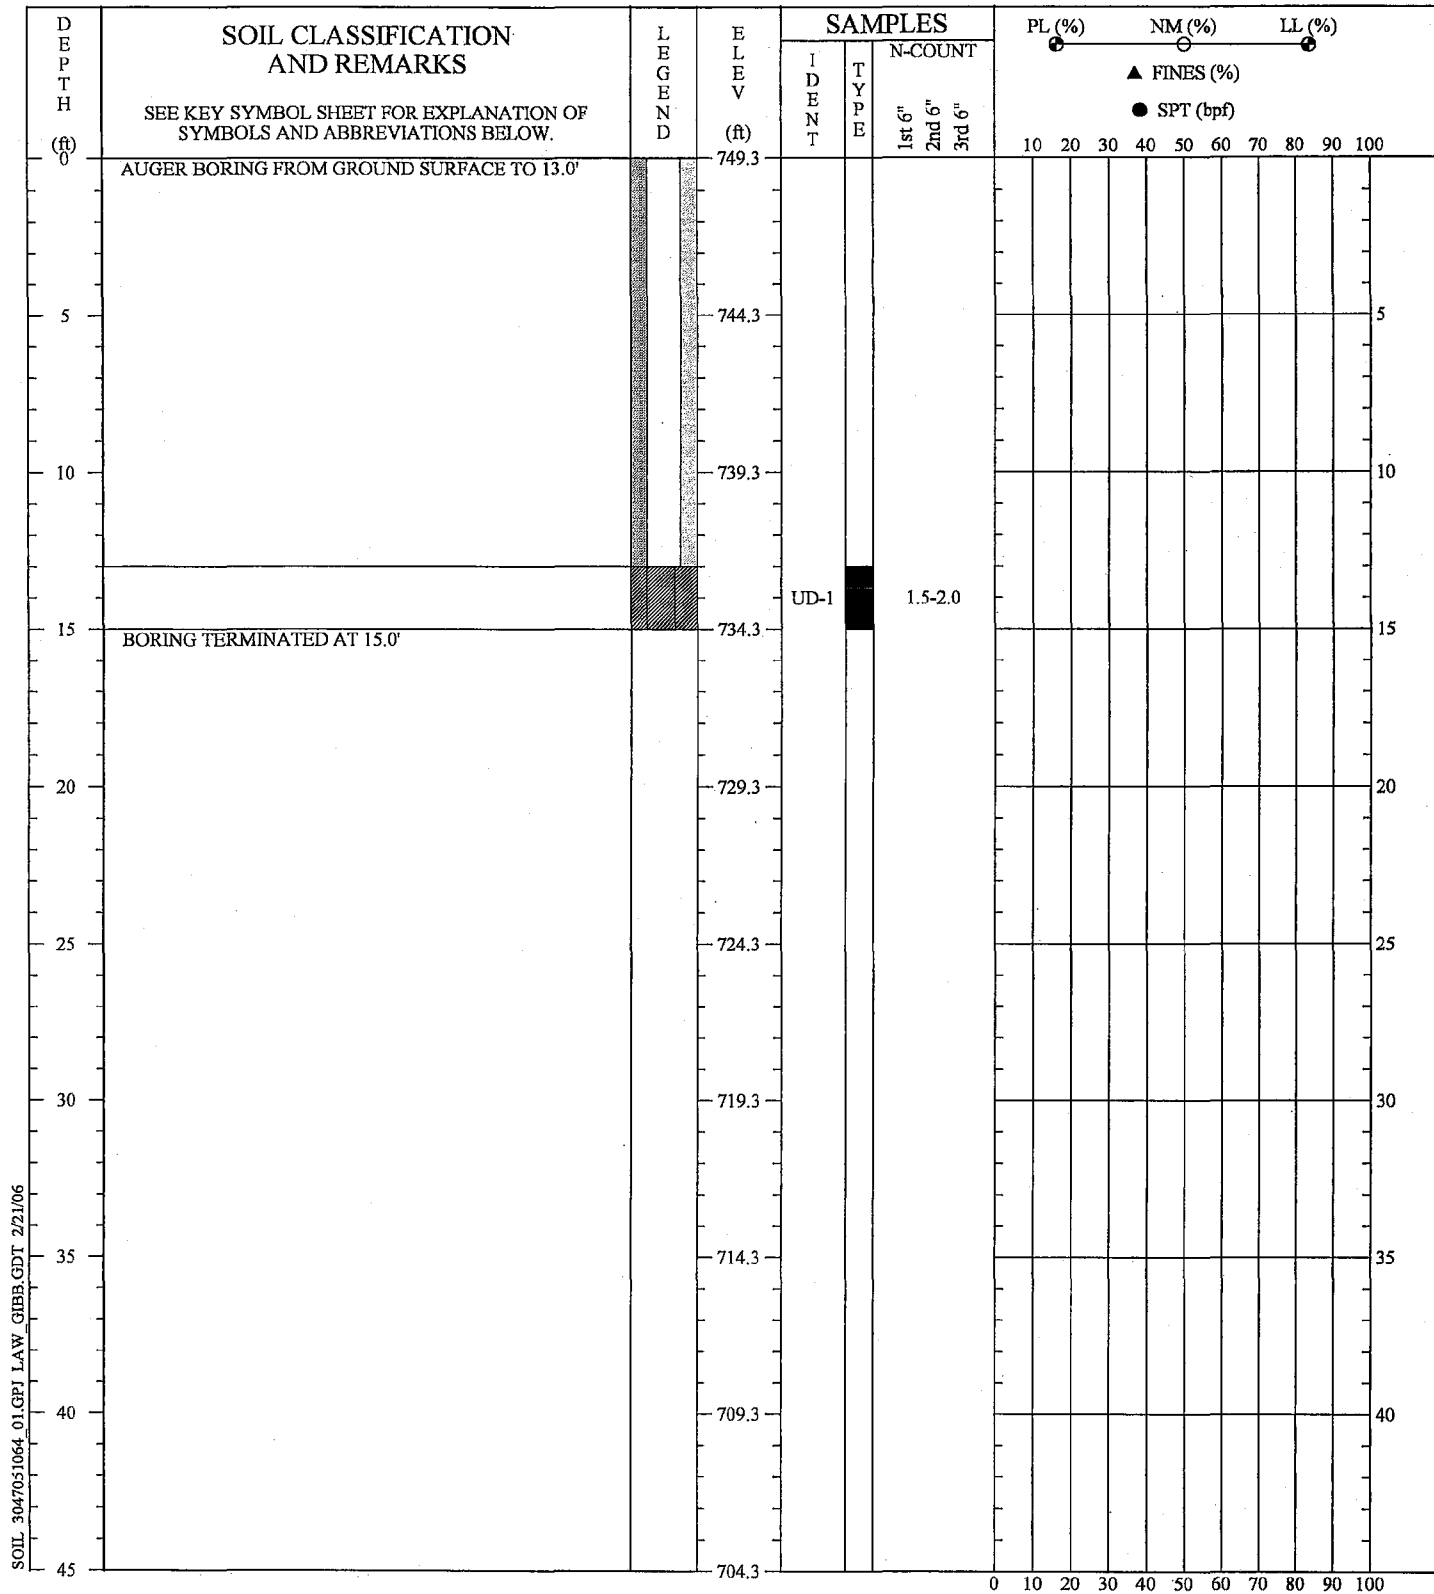 DEPTH
(ft)
SOIL CLASSIFICATION
AND REMARKS
SEE KEY SYMBOL SHEET FOR EXPLANATION OF
SYMBOLS AND ABBREVIATIONS BELOW.
LEGEND
ELEV
(ft)
SAMPLES
IDENT
TYPE
N-COUNT
1st 6"
2nd 6"
3rd 6"
PL (%) NM (%) LL (%)
▲ FINES (%)
● SPT (bpf)
10 20 30 40 50 60 70 80 90 100
0 749.3
AUGER BORING FROM GROUND SURFACE TO 13.0'
5 744.3 5
10 739.3 10
UD-1 1.5-2.0
15 734.3 15
BORING TERMINATED AT 15.0'
20 729.3 20
25 724.3 25
30 719.3 30
35 714.3 35
40 709.3 40
45 704.3
0 10 20 30 40 50 60 70 80 90 100
SOIL 3047051064_01.GPJ LAW_GIBB.GDT 2/21/06